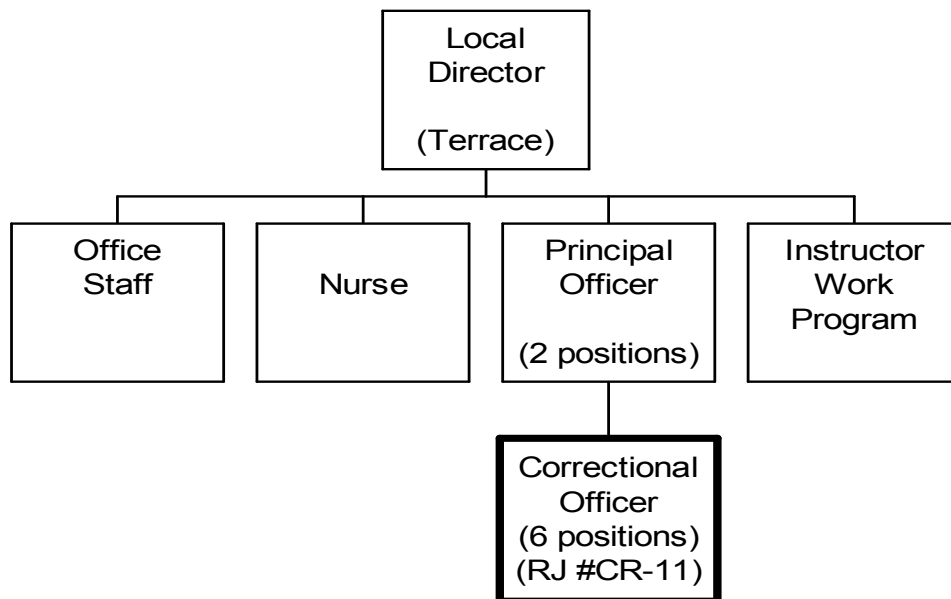 Local
Director
(Terrace)
Office
Staff
Nurse
Principal
Officer
(2 positions)
Instructor
Work
Program
Correctional
Officer
(6 positions)
(RJ #CR-11)